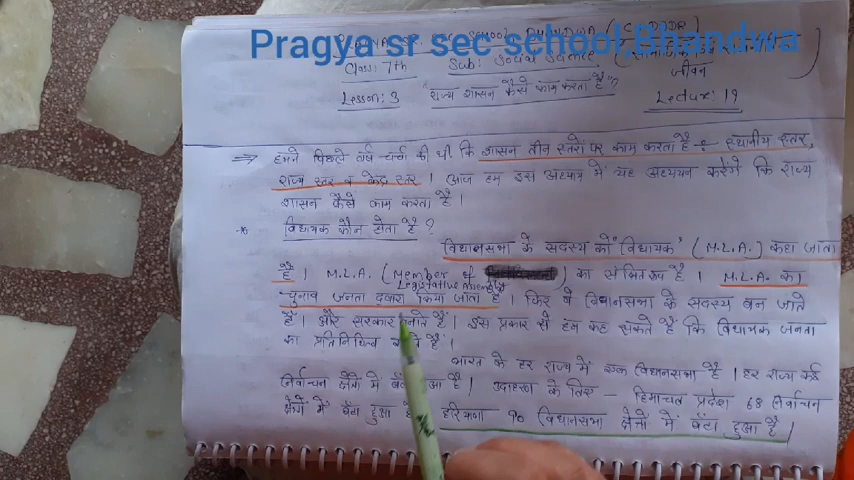 Pragya sr sec school,Bhandwa
Class: 7th Sub: Social Science (सामाजिक
जीवन
Lesson: 3 "राज्य शासन कैसे काम करता है"? Lecture: 19
⇒ हमने पिछले वर्ष चर्चा की थी कि शासन तीन स्तरों पर काम करता है - स्थानीय स्तर,
राज्य स्तर व केंद्र स्तर । आज हम इस अध्याय में यह अध्ययन करेंगे कि राज्य
शासन कैसे काम करता है ।
* विधायक कौन होता है ?
विधानसभा के सदस्य को 'विधायक' (M.L.A.) कहा जाता
है । M.L.A. (Member of Legislative Assembly) का संक्षिप्त रूप है । M.L.A. का
चुनाव जनता द्वारा किया जाता है । फिर वे विधानसभा के सदस्य बन जाते
हैं । और सरकार बनाते हैं । इस प्रकार से हम कह सकते हैं कि विधायक जनता
का प्रतिनिधित्व हैं ।
भारत के हर राज्य में एक विधानसभा है । हर राज्य कई
निर्वाचन क्षेत्रों में बँटा हुआ है । उदाहरण के लिए - हिमाचल प्रदेश 68 निर्वाचन
क्षेत्रों में बँटा हुआ हरियाणा 90 विधानसभा क्षेत्रों में बँटा हुआ है ।